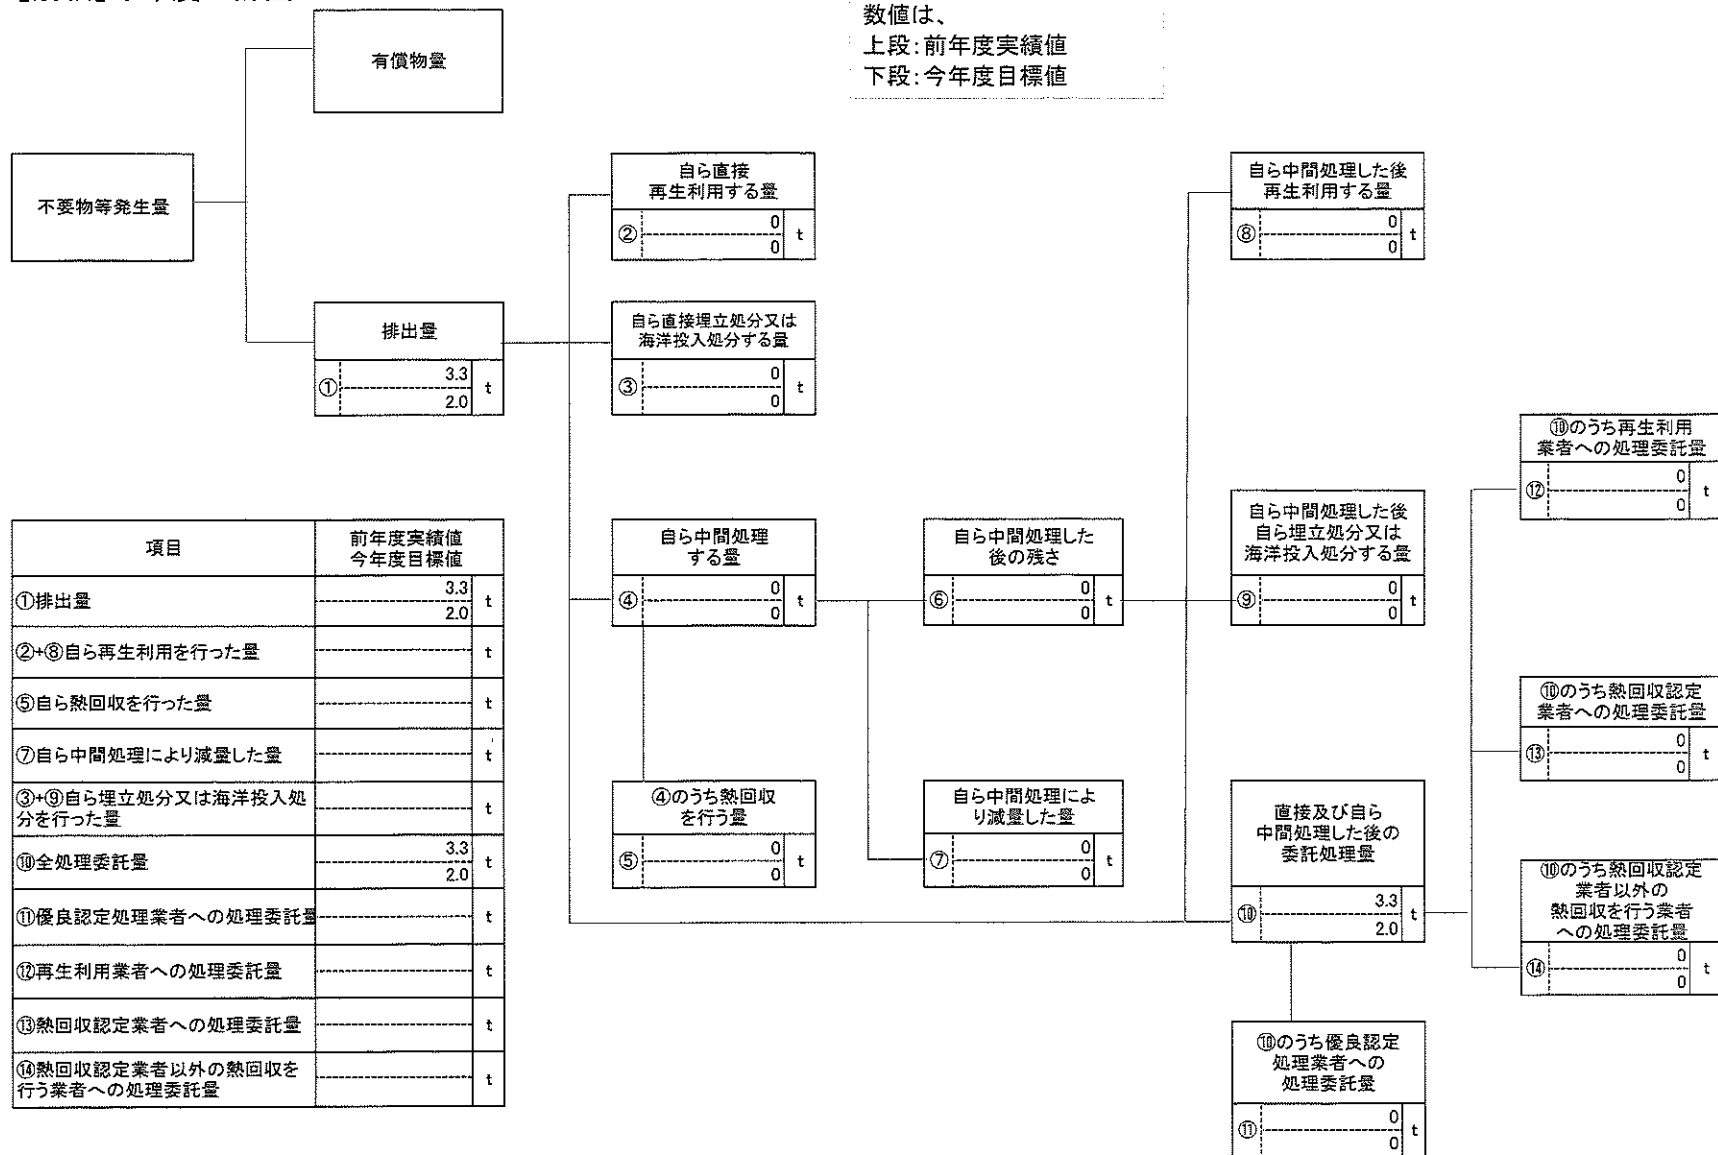 数値は、
上段：前年度実績値
下段：今年度目標値
有償物量
不要物等発生量
排出量
① 3.3 t
2.0
自ら直接
再生利用する量
② 0 t
0
自ら直接埋立処分又は
海洋投入処分する量
③ 0 t
0
自ら中間処理
する量
④ 0 t
0
④のうち熱回収
を行う量
⑤ 0 t
0
自ら中間処理した
後の残さ
⑥ 0 t
0
自ら中間処理によ
り減量した量
⑦ 0 t
0
自ら中間処理した後
再生利用する量
⑧ 0 t
0
自ら中間処理した後
自ら埋立処分又は
海洋投入処分する量
⑨ 0 t
0
直接及び自ら
中間処理した後の
委託処理量
⑩ 3.3 t
2.0
⑩のうち優良認定
処理業者への
処理委託量
⑪ 0 t
0
⑩のうち再生利用
業者への処理委託量
⑫ 0 t
0
⑩のうち熱回収認定
業者への処理委託量
⑬ 0 t
0
⑩のうち熱回収認定
業者以外の
熱回収を行う業者
への処理委託量
⑭ 0 t
0
項目
前年度実績値
今年度目標値
①排出量 3.3 t
2.0
②+⑧自ら再生利用を行った量 t
⑤自ら熱回収を行った量 t
⑦自ら中間処理により減量した量 t
③+⑨自ら埋立処分又は海洋投入処
分を行った量 t
⑩全処理委託量 3.3 t
2.0
⑪優良認定処理業者への処理委託量 t
⑫再生利用業者への処理委託量 t
⑬熱回収認定業者への処理委託量 t
⑭熱回収認定業者以外の熱回収を
行う業者への処理委託量 t